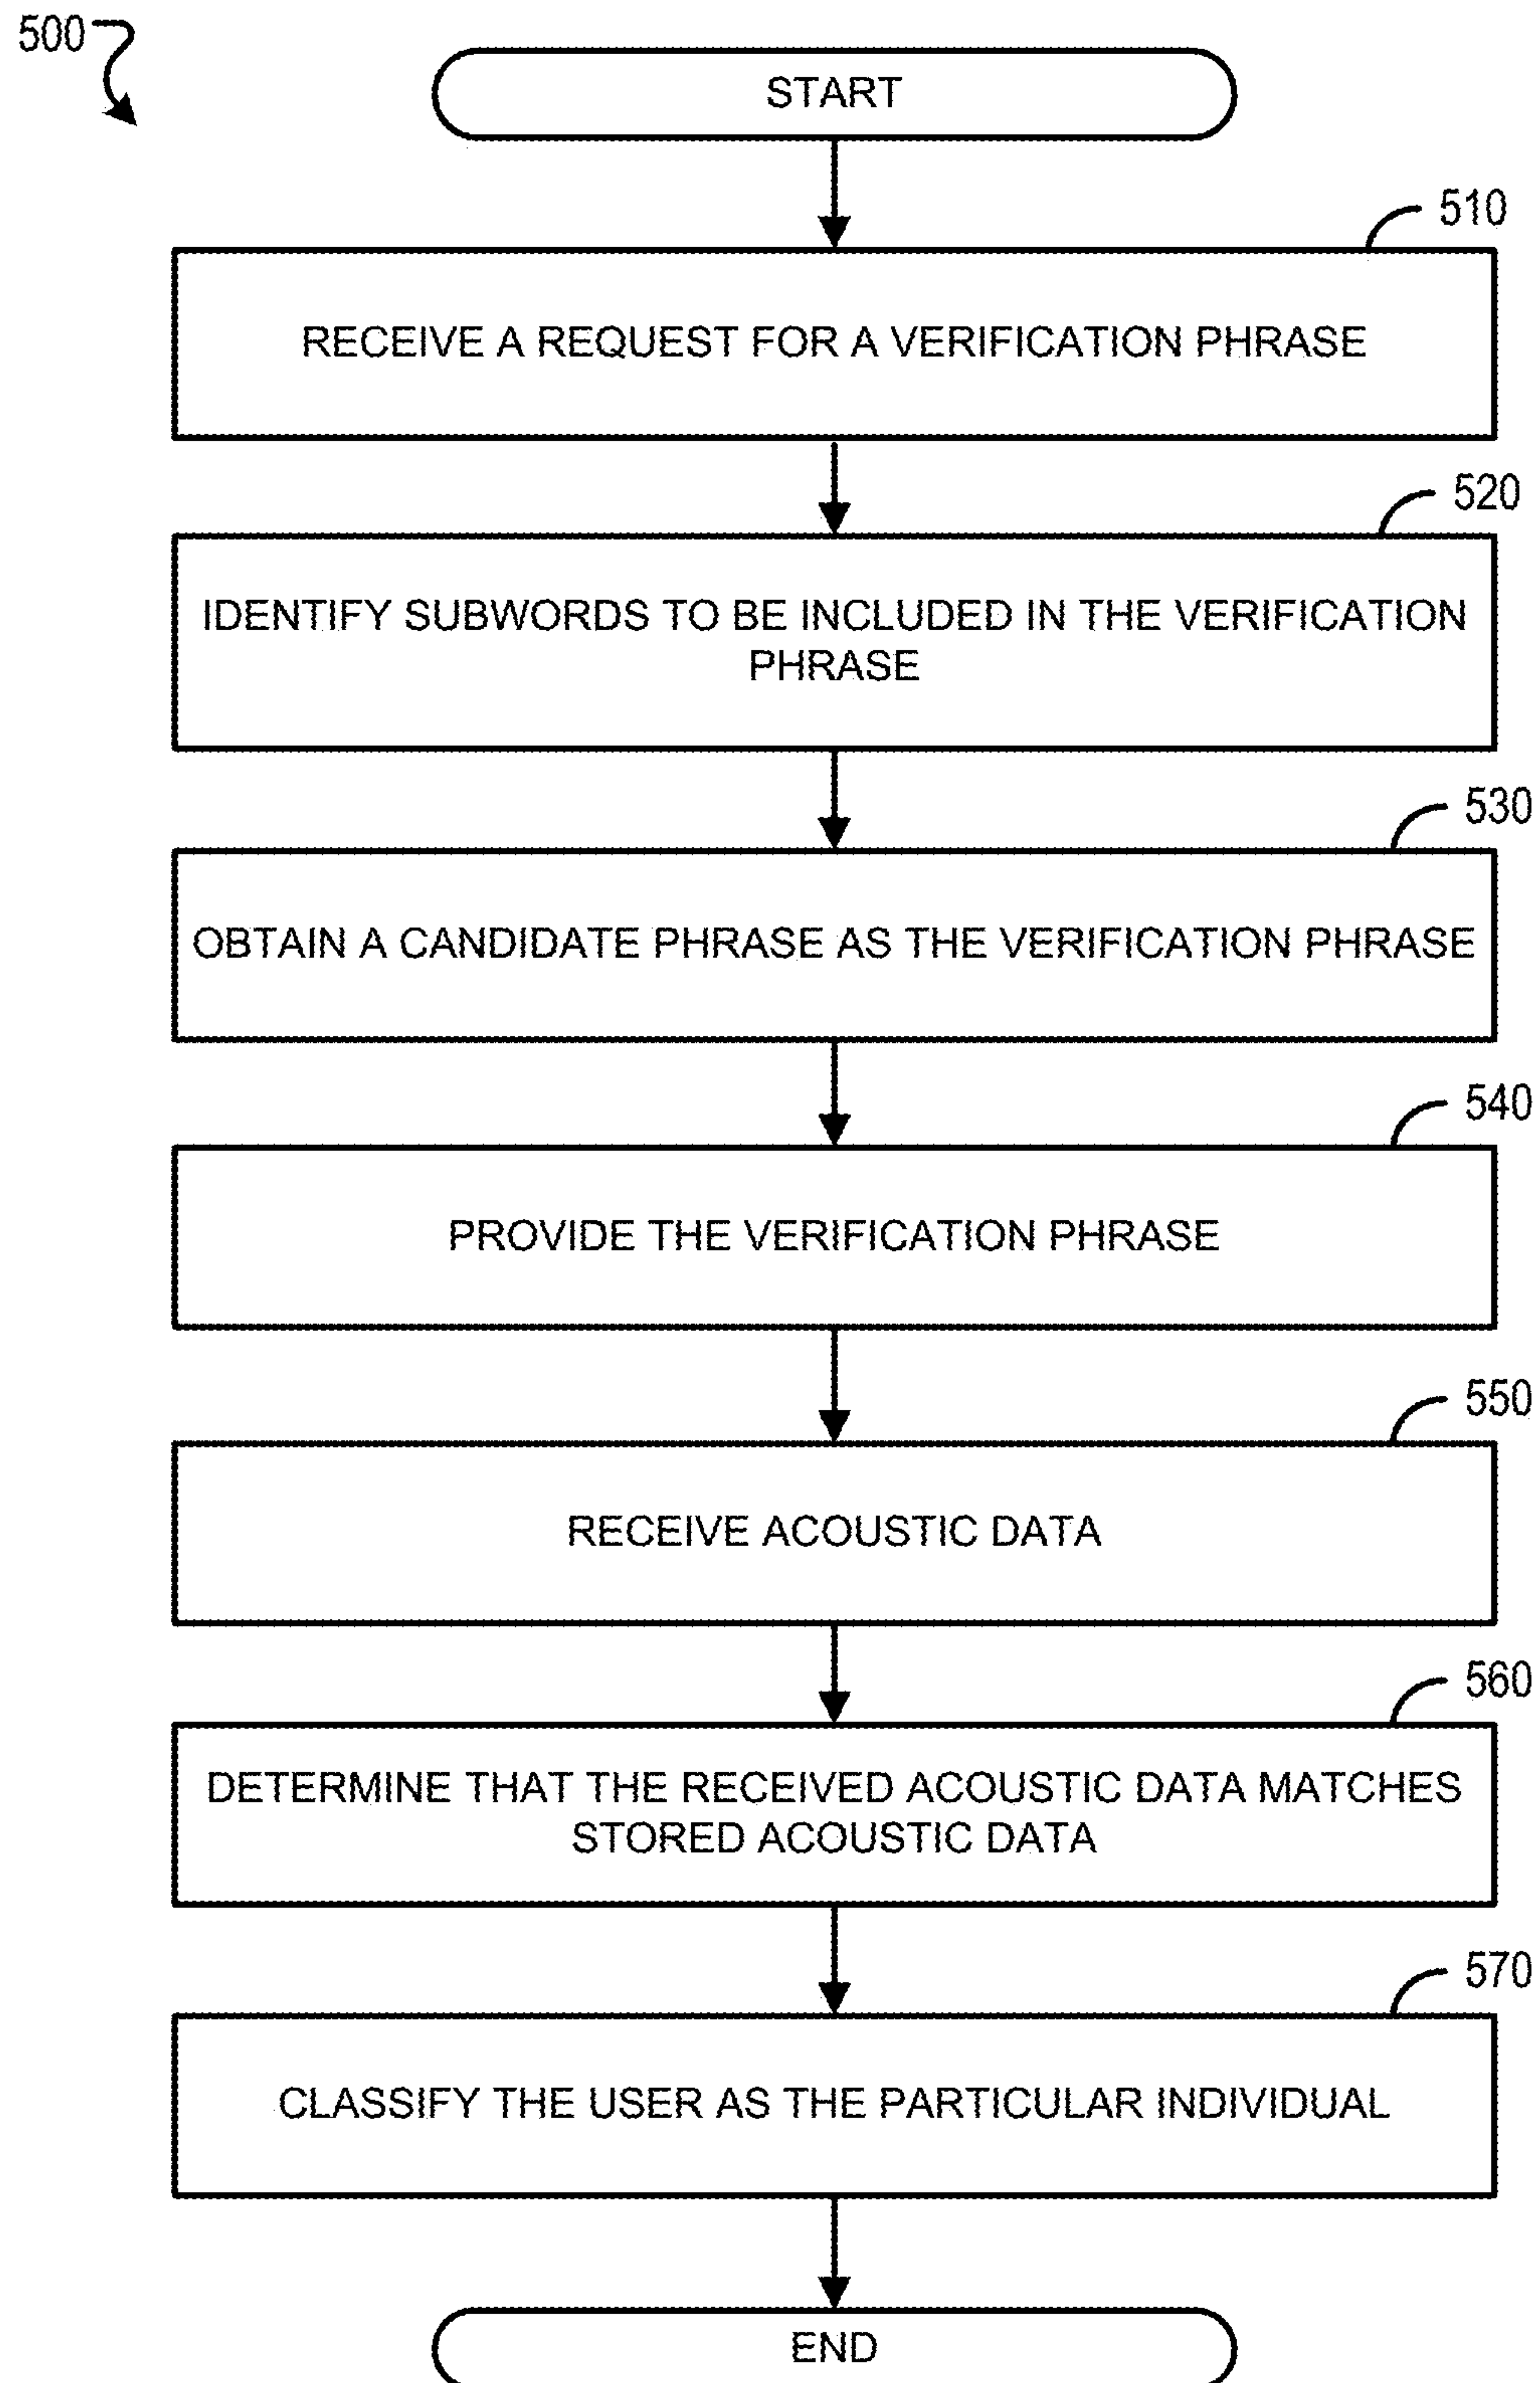 500
START
510
RECEIVE A REQUEST FOR A VERIFICATION PHRASE
520
IDENTIFY SUBWORDS TO BE INCLUDED IN THE VERIFICATION
PHRASE
530
OBTAIN A CANDIDATE PHRASE AS THE VERIFICATION PHRASE
540
PROVIDE THE VERIFICATION PHRASE
550
RECEIVE ACOUSTIC DATA
560
DETERMINE THAT THE RECEIVED ACOUSTIC DATA MATCHES
STORED ACOUSTIC DATA
570
CLASSIFY THE USER AS THE PARTICULAR INDIVIDUAL
END